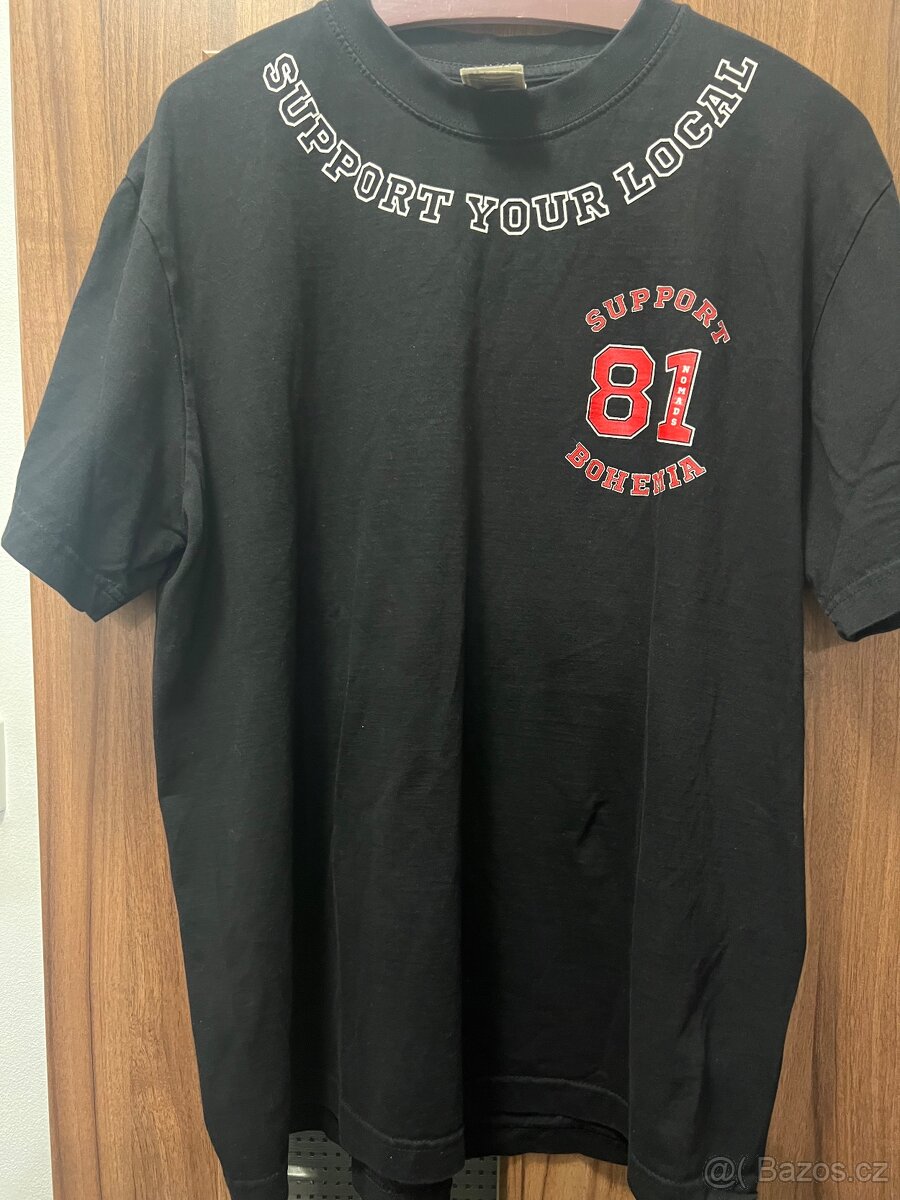 SUPPORT YOUR LOCAL
SUPPORT
81
NOMADS
BOHEMIA
@( Bazos.cz